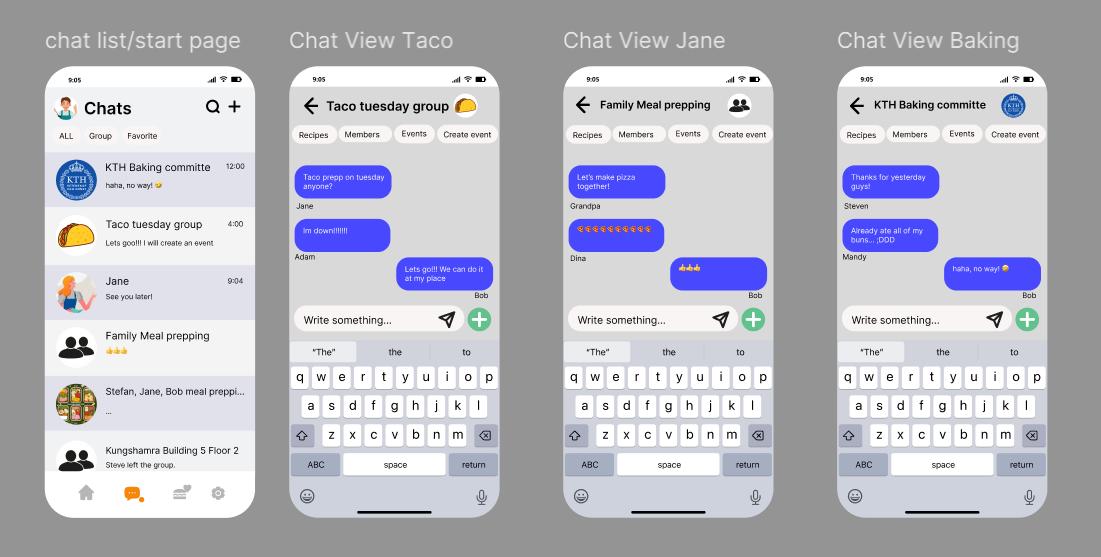 chat list/start page
9:05
Chats
ALL Group Favorite
KTH Baking committe 12:00
haha, no way! 🤣
KTH
Taco tuesday group 4:00
Lets goo!!! I will create an event
Jane 9:04
See you later!
Family Meal prepping
👍👍👍
Stefan, Jane, Bob meal preppi...
...
Kungshamra Building 5 Floor 2
Steve left the group.
Chat View Taco
9:05
Taco tuesday group
Recipes Members Events Create event
Taco prepp on tuesday
anyone?
Jane
Im down!!!!!!!
Adam
Lets go!!! We can do it
at my place
Bob
Write something...
“The” the to
q w e r t y u i o p
a s d f g h j k l
z x c v b n m
ABC space return
Chat View Jane
9:05
Family Meal prepping
Recipes Members Events Create event
Let's make pizza
together!
Grandpa
🍕🍕🍕🍕🍕🍕🍕🍕🍕🍕
Dina
👍👍👍
Bob
Write something...
“The” the to
q w e r t y u i o p
a s d f g h j k l
z x c v b n m
ABC space return
Chat View Baking
9:05
KTH Baking committe
KTH
Recipes Members Events Create event
Thanks for yesterday
guys!
Steven
Already ate all of my
buns... ;DDD
Mandy
haha, no way! 🤣
Bob
Write something...
“The” the to
q w e r t y u i o p
a s d f g h j k l
z x c v b n m
ABC space return